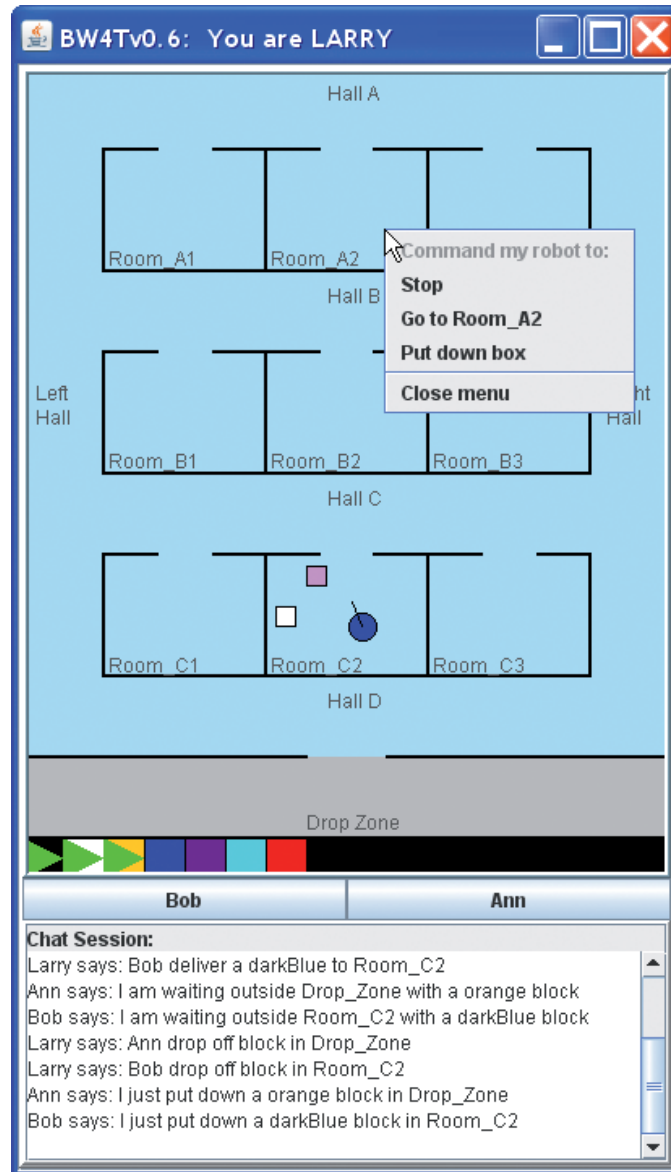 BW4Tv0.6: You are LARRY
Hall A
Room_A1
Room_A2
Command my robot to:
Stop
Go to Room_A2
Put down box
Close menu
Hall B
Left
Hall
ht
Hall
Room_B1
Room_B2
Room_B3
Hall C
Room_C1
Room_C2
Room_C3
Hall D
Drop Zone
Bob
Ann
Chat Session:
Larry says: Bob deliver a darkBlue to Room_C2
Ann says: I am waiting outside Drop_Zone with a orange block
Bob says: I am waiting outside Room_C2 with a darkBlue block
Larry says: Ann drop off block in Drop_Zone
Larry says: Bob drop off block in Room_C2
Ann says: I just put down a orange block in Drop_Zone
Bob says: I just put down a darkBlue block in Room_C2